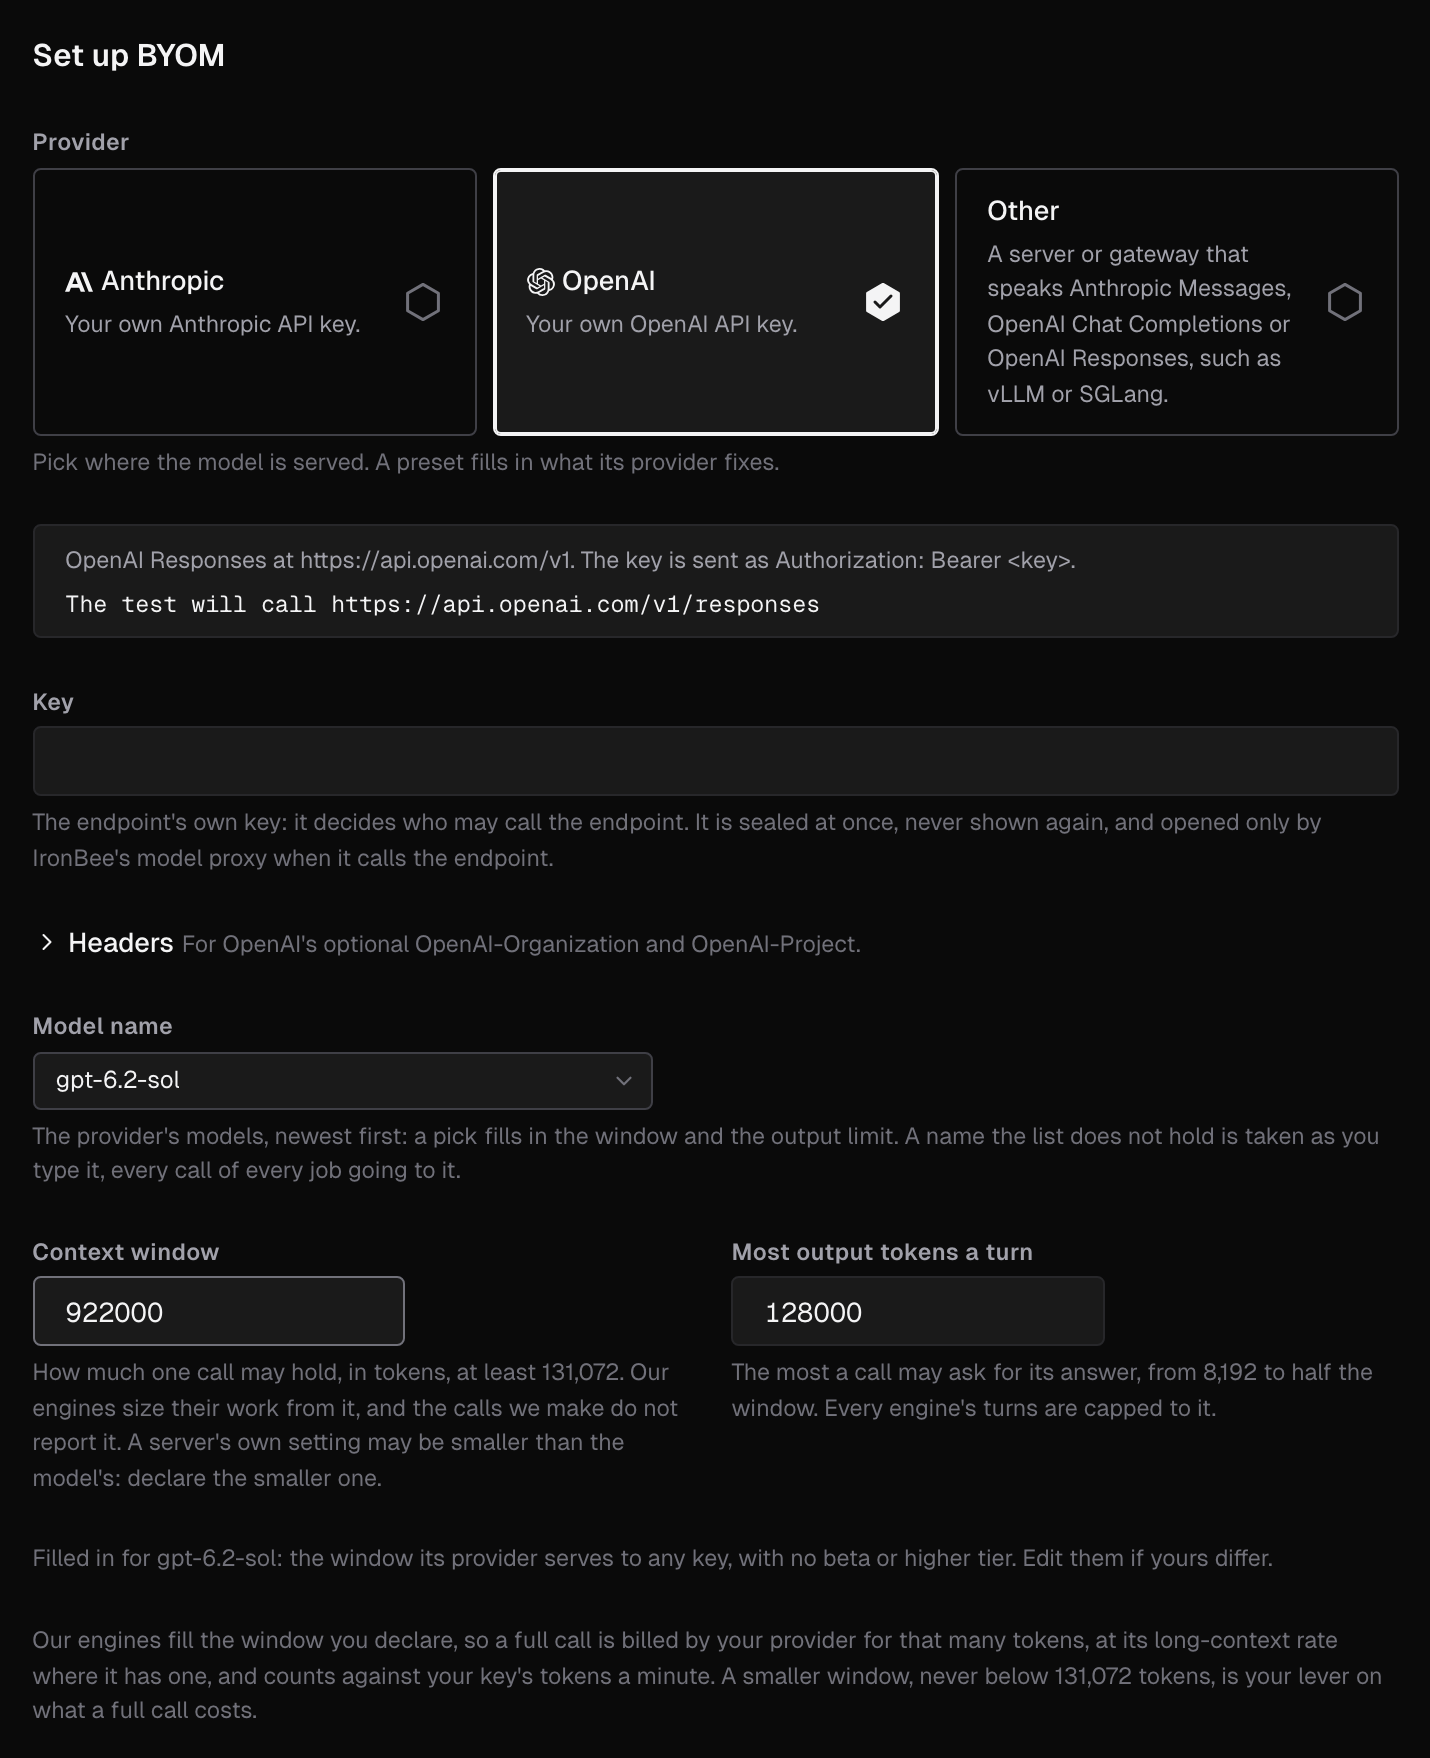 Set up BYOM
Provider
Anthropic
Your own Anthropic API key.
OpenAI
Your own OpenAI API key.
Other
A server or gateway that
speaks Anthropic Messages,
OpenAI Chat Completions or
OpenAI Responses, such as
vLLM or SGLang.
Pick where the model is served. A preset fills in what its provider fixes.
OpenAI Responses at https://api.openai.com/v1. The key is sent as Authorization: Bearer <key>.
The test will call https://api.openai.com/v1/responses
Key
The endpoint's own key: it decides who may call the endpoint. It is sealed at once, never shown again, and opened only by
IronBee's model proxy when it calls the endpoint.
Headers For OpenAI's optional OpenAI-Organization and OpenAI-Project.
Model name
gpt-6.2-sol
The provider's models, newest first: a pick fills in the window and the output limit. A name the list does not hold is taken as you
type it, every call of every job going to it.
Context window
922000
How much one call may hold, in tokens, at least 131,072. Our
engines size their work from it, and the calls we make do not
report it. A server's own setting may be smaller than the
model's: declare the smaller one.
Most output tokens a turn
128000
The most a call may ask for its answer, from 8,192 to half the
window. Every engine's turns are capped to it.
Filled in for gpt-6.2-sol: the window its provider serves to any key, with no beta or higher tier. Edit them if yours differ.
Our engines fill the window you declare, so a full call is billed by your provider for that many tokens, at its long-context rate
where it has one, and counts against your key's tokens a minute. A smaller window, never below 131,072 tokens, is your lever on
what a full call costs.